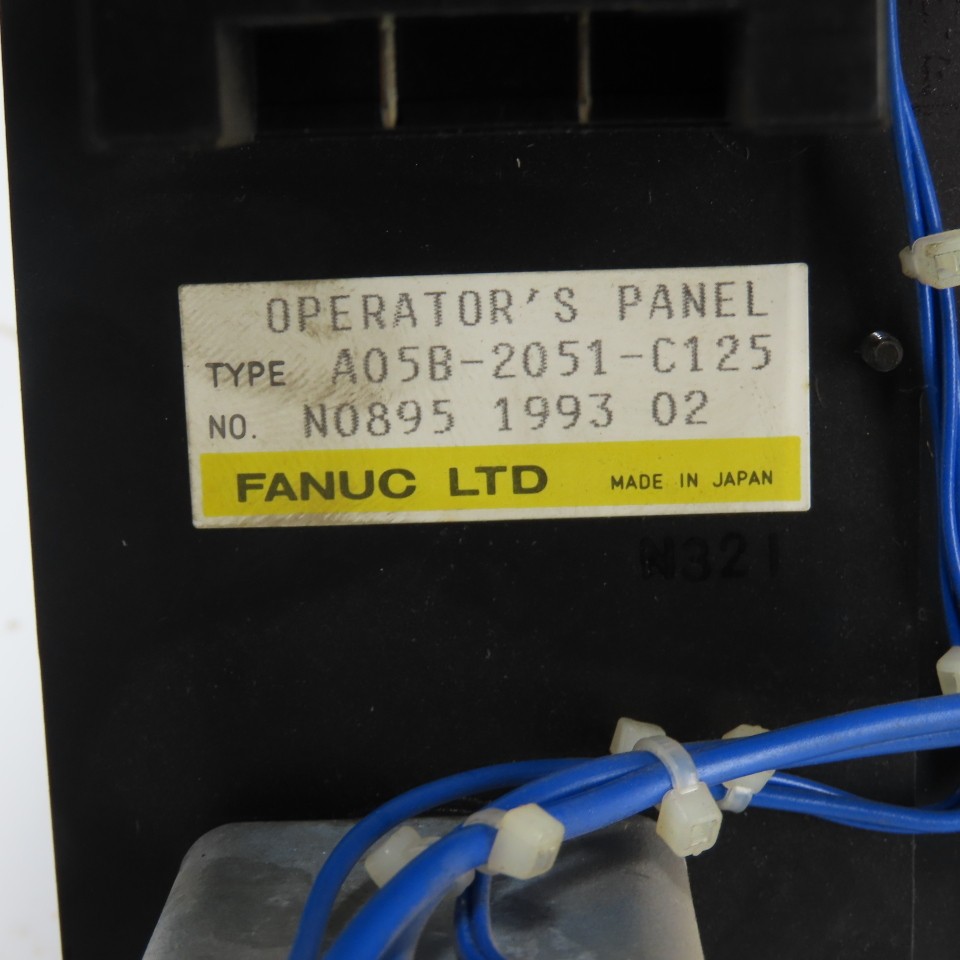 OPERATOR'S PANEL
TYPE A05B-2051-C125
NO. N0895 1993 02
FANUC LTD MADE IN JAPAN
N321